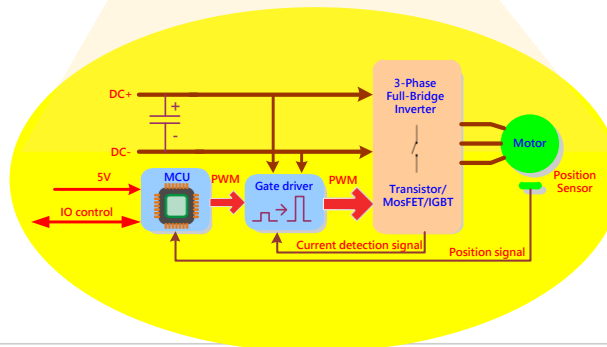 DC+
+
-
DC-
3-Phase
Full-Bridge
Inverter
Transistor/
MosFET/IGBT
Motor
Position
Sensor
5V
IO control
MCU
PWM
Gate driver
PWM
Current detection signal
Position signal